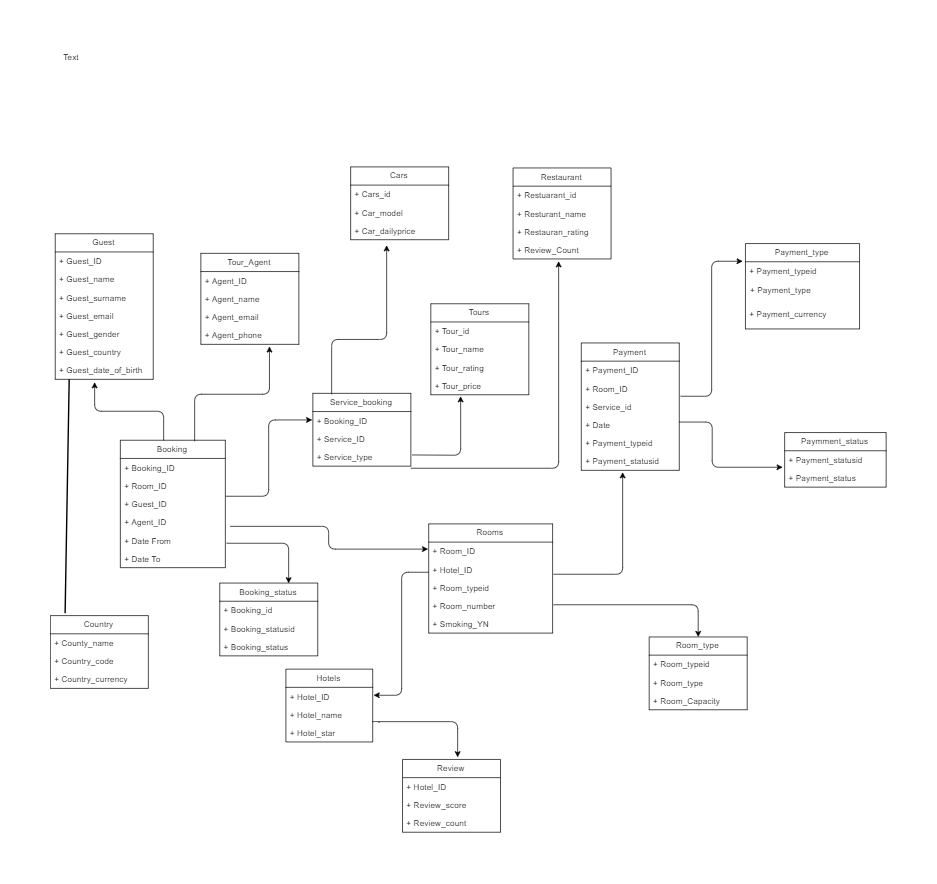 Text
Cars
+ Cars_id
+ Car_model
+ Car_dailyprice
Restaurant
+ Restuarant_id
+ Resturant_name
+ Restauran_rating
+ Review_Count
Guest
+ Guest_ID
+ Guest_name
+ Guest_surname
+ Guest_email
+ Guest_gender
+ Guest_country
+ Guest_date_of_birth
Tour_Agent
+ Agent_ID
+ Agent_name
+ Agent_email
+ Agent_phone
Payment_type
+ Payment_typeid
+ Payment_type
+ Payment_currency
Tours
+ Tour_id
+ Tour_name
+ Tour_rating
+ Tour_price
Payment
+ Payment_ID
+ Room_ID
+ Service_id
+ Date
+ Payment_typeid
+ Payment_statusid
Service_booking
+ Booking_ID
+ Service_ID
+ Service_type
Booking
+ Booking_ID
+ Room_ID
+ Guest_ID
+ Agent_ID
+ Date From
+ Date To
Paymment_status
+ Payment_statusid
+ Payment_status
Rooms
+ Room_ID
+ Hotel_ID
+ Room_typeid
+ Room_number
+ Smoking_YN
Booking_status
+ Booking_id
+ Booking_statusid
+ Booking_status
Country
+ County_name
+ Country_code
+ Country_currency
Room_type
+ Room_typeid
+ Room_type
+ Room_Capacity
Hotels
+ Hotel_ID
+ Hotel_name
+ Hotel_star
Review
+ Hotel_ID
+ Review_score
+ Review_count